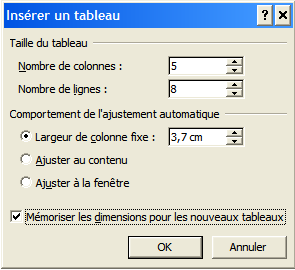 Insérer un tableau
Taille du tableau
Nombre de colonnes : 5
Nombre de lignes : 8
Comportement de l'ajustement automatique
Largeur de colonne fixe : 3,7 cm
Ajuster au contenu
Ajuster à la fenêtre
Mémoriser les dimensions pour les nouveaux tableaux
OK Annuler